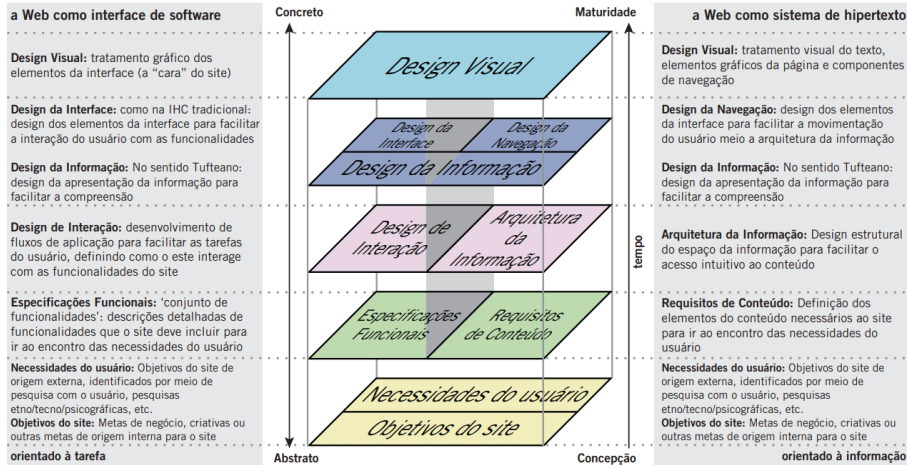 a Web como interface de software
Design Visual: tratamento gráfico dos
elementos da interface (a “cara” do site)
Design da Interface: como na IHC tradicional:
design dos elementos da interface para facilitar
a interação do usuário com as funcionalidades
Design da Informação: No sentido Tufteano:
design da apresentação da informação para
facilitar a compreensão
Design de Interação: desenvolvimento de
fluxos de aplicação para facilitar as tarefas
do usuário, definindo como o este interage
com as funcionalidades do site
Especificações Funcionais: ‘conjunto de
funcionalidades’: descrições detalhadas de
funcionalidades que o site deve incluir para
ir ao encontro das necessidades do usuário
Necessidades do usuário: Objetivos do site de
origem externa, identificados por meio de
pesquisa com o usuário, pesquisas
etno/tecno/psicográficas, etc.
Objetivos do site: Metas de negócio, criativas ou
outras metas de origem interna para o site
orientado à tarefa
Concreto
Maturidade
Design Visual
Design da
Interface
Design da
Navegação
Design da Informação
Design de
Interação
Arquitetura
da
Informação
Especificações
Funcionais
Requisitos
de Conteúdo
Necessidades do usuário
Objetivos do site
tempo
Abstrato
Concepção
a Web como sistema de hipertexto
Design Visual: tratamento visual do texto,
elementos gráficos da página e componentes
de navegação
Design da Navegação: design dos elementos
da interface para facilitar a movimentação
do usuário meio a arquitetura da informação
Design da Informação: No sentido Tufteano:
design da apresentação da informação para
facilitar a compreensão
Arquitetura da Informação: Design estrutural
do espaço da informação para facilitar o
acesso intuitivo ao conteúdo
Requisitos de Conteúdo: Definição dos
elementos do conteúdo necessários ao site
para ir ao encontro das necessidades do
usuário
Necessidades do usuário: Objetivos do site de
origem externa, identificados por meio de
pesquisa com o usuário, pesquisas
etno/tecno/psicográficas, etc.
Objetivos do site: Metas de negócio, criativas ou
outras metas de origem interna para o site
orientado à informação